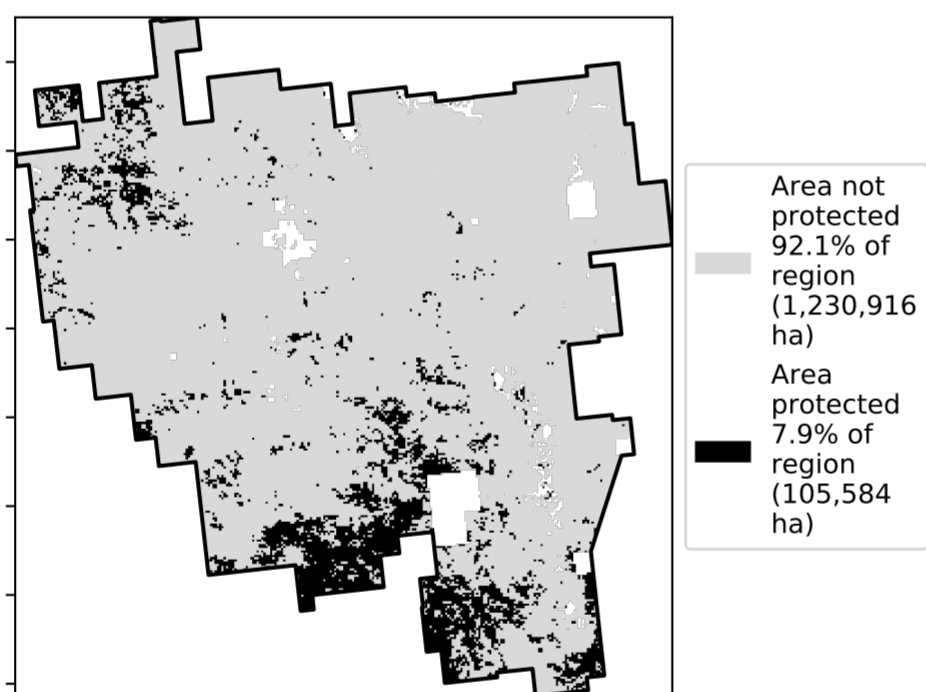 Area not
protected
92.1% of
region
(1,230,916
ha)
Area
protected
7.9% of
region
(105,584
ha)